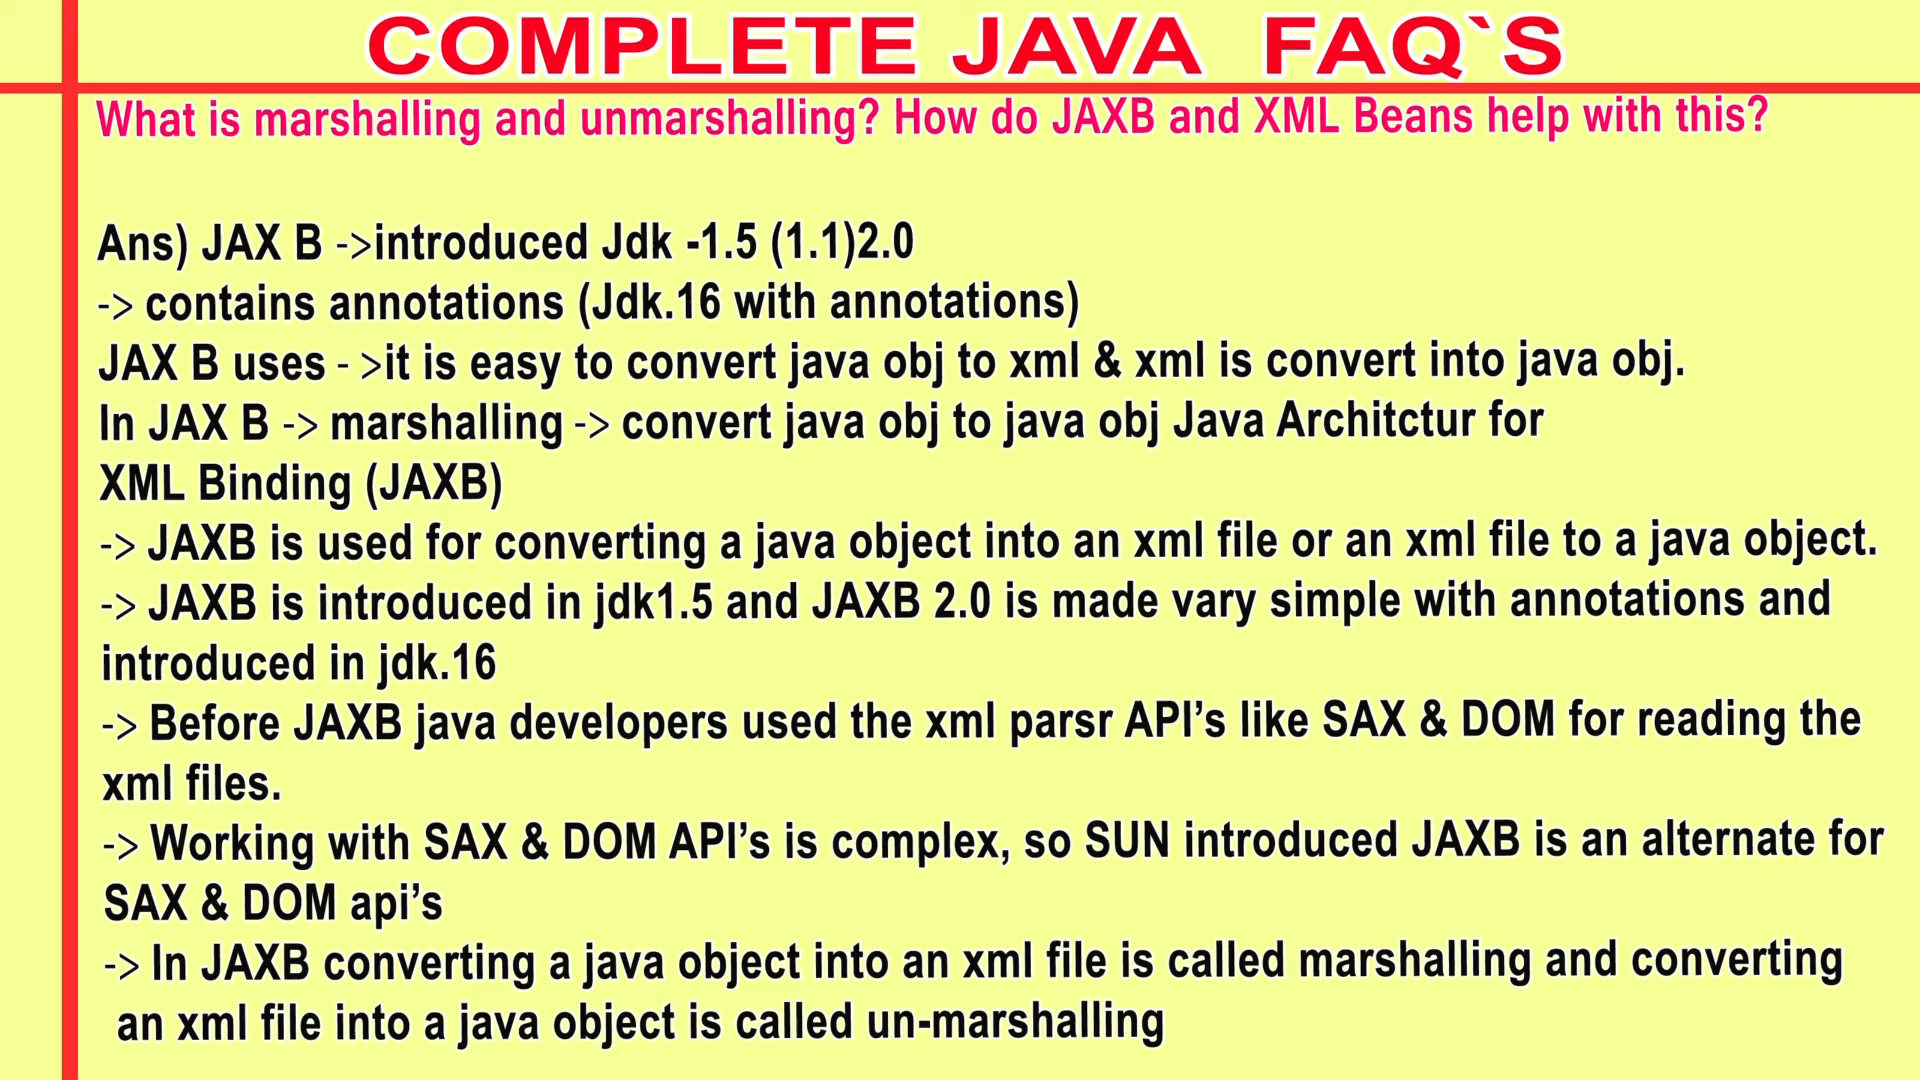 COMPLETE JAVA FAQ`S
What is marshalling and unmarshalling? How do JAXB and XML Beans help with this?
Ans) JAX B ->introduced Jdk -1.5 (1.1)2.0
-> contains annotations (Jdk.16 with annotations)
JAX B uses - >it is easy to convert java obj to xml & xml is convert into java obj.
In JAX B -> marshalling -> convert java obj to java obj Java Architctur for
XML Binding (JAXB)
-> JAXB is used for converting a java object into an xml file or an xml file to a java object.
-> JAXB is introduced in jdk1.5 and JAXB 2.0 is made vary simple with annotations and
introduced in jdk.16
-> Before JAXB java developers used the xml parsr API’s like SAX & DOM for reading the
xml files.
-> Working with SAX & DOM API’s is complex, so SUN introduced JAXB is an alternate for
SAX & DOM api’s
-> In JAXB converting a java object into an xml file is called marshalling and converting
an xml file into a java object is called un-marshalling